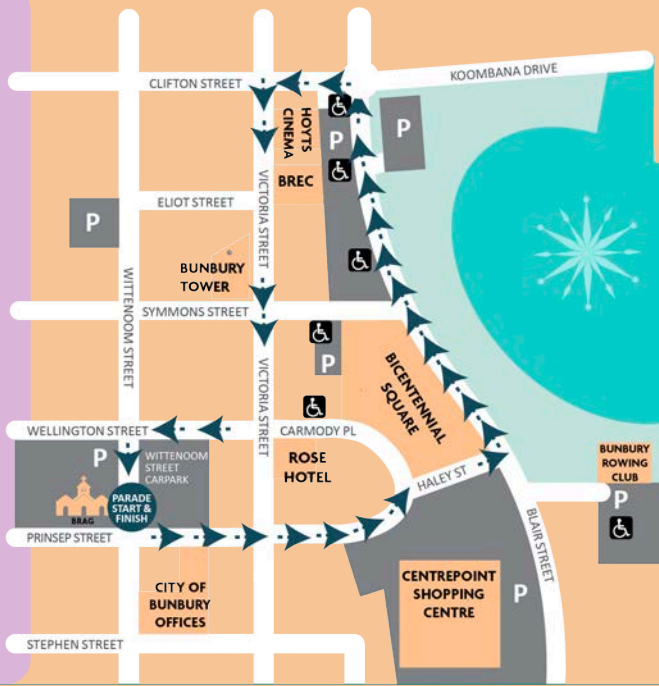 KOOMBANA DRIVE
CLIFTON STREET
HOYTS
CINEMA
P
P
BREC
VICTORIA STREET
ELIOT STREET
P
BUNBURY
TOWER
WITTENOOM STREET
SYMMONS STREET
P
VICTORIA STREET
BICENTENNIAL
SQUARE
WELLINGTON STREET
CARMODY PL
P
WITTENOOM
STREET
CARPARK
ROSE
HOTEL
HALEY ST
BUNBURY
ROWING
CLUB
P
BRAG
PARADE
START &
FINISH
PRINSEP STREET
BLAIR STREET
CITY OF
BUNBURY
OFFICES
CENTREPOINT
SHOPPING
CENTRE
P
STEPHEN STREET